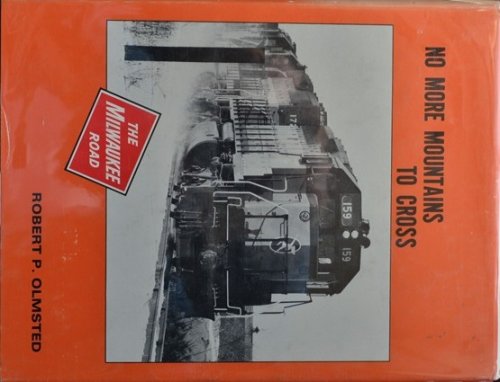 NO MORE MOUNTAINS
TO CROSS
159
159
THE
MILWAUKEE
ROAD
ROBERT P. OLMSTED